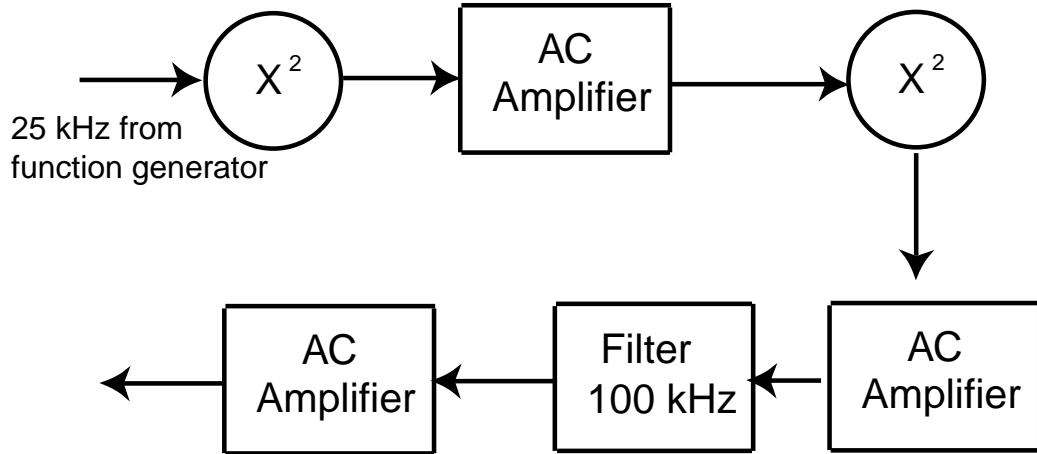 X²
AC
Amplifier
X²
25 kHz from
function generator
AC
Amplifier
Filter
100 kHz
AC
Amplifier